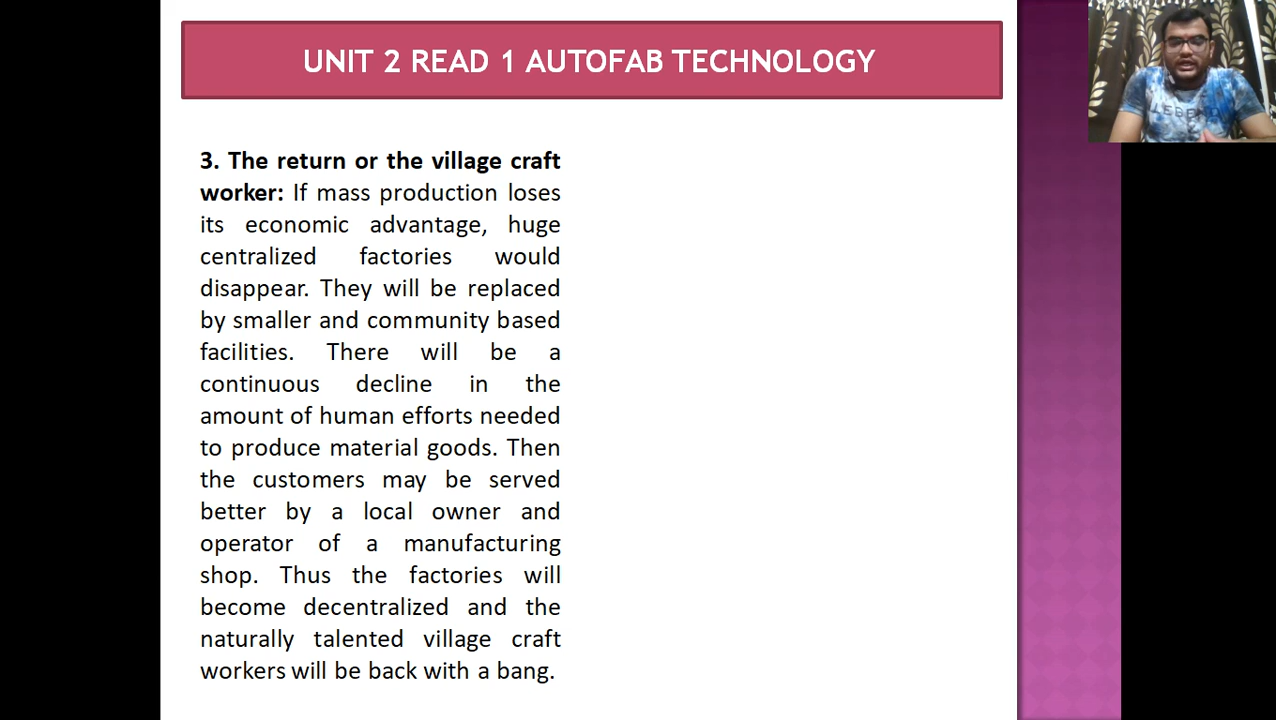 UNIT 2 READ 1 AUTOFAB TECHNOLOGY
3. The return or the village craft
worker: If mass production loses
its economic advantage, huge
centralized factories would
disappear. They will be replaced
by smaller and community based
facilities. There will be a
continuous decline in the
amount of human efforts needed
to produce material goods. Then
the customers may be served
better by a local owner and
operator of a manufacturing
shop. Thus the factories will
become decentralized and the
naturally talented village craft
workers will be back with a bang.